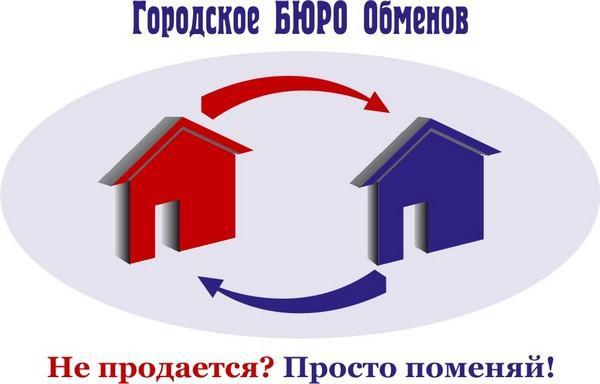 Городское БЮРО Обменов
Не продается? Просто поменяй!